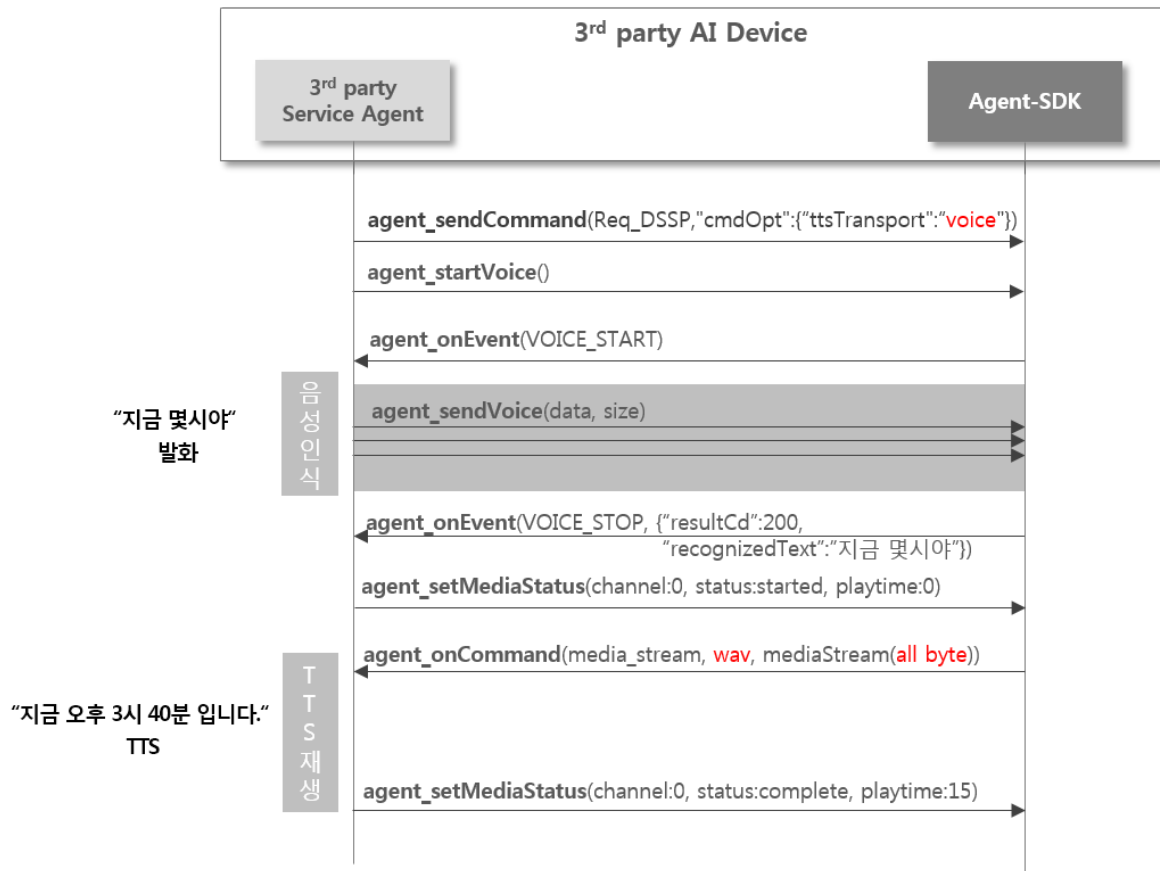 3rd party AI Device
3rd party
Service Agent
Agent-SDK
agent_sendCommand(Req_DSSP,"cmdOpt":{“ttsTransport":“voice"})
agent_startVoice()
agent_onEvent(VOICE_START)
음
성
인
식
“지금 몇시야“
발화
agent_sendVoice(data, size)
agent_onEvent(VOICE_STOP, {“resultCd":200,
“recognizedText":”지금 몇시야”})
agent_setMediaStatus(channel:0, status:started, playtime:0)
agent_onCommand(media_stream, wav, mediaStream(all byte))
T
T
S
재
생
“지금 오후 3시 40분 입니다.“
TTS
agent_setMediaStatus(channel:0, status:complete, playtime:15)